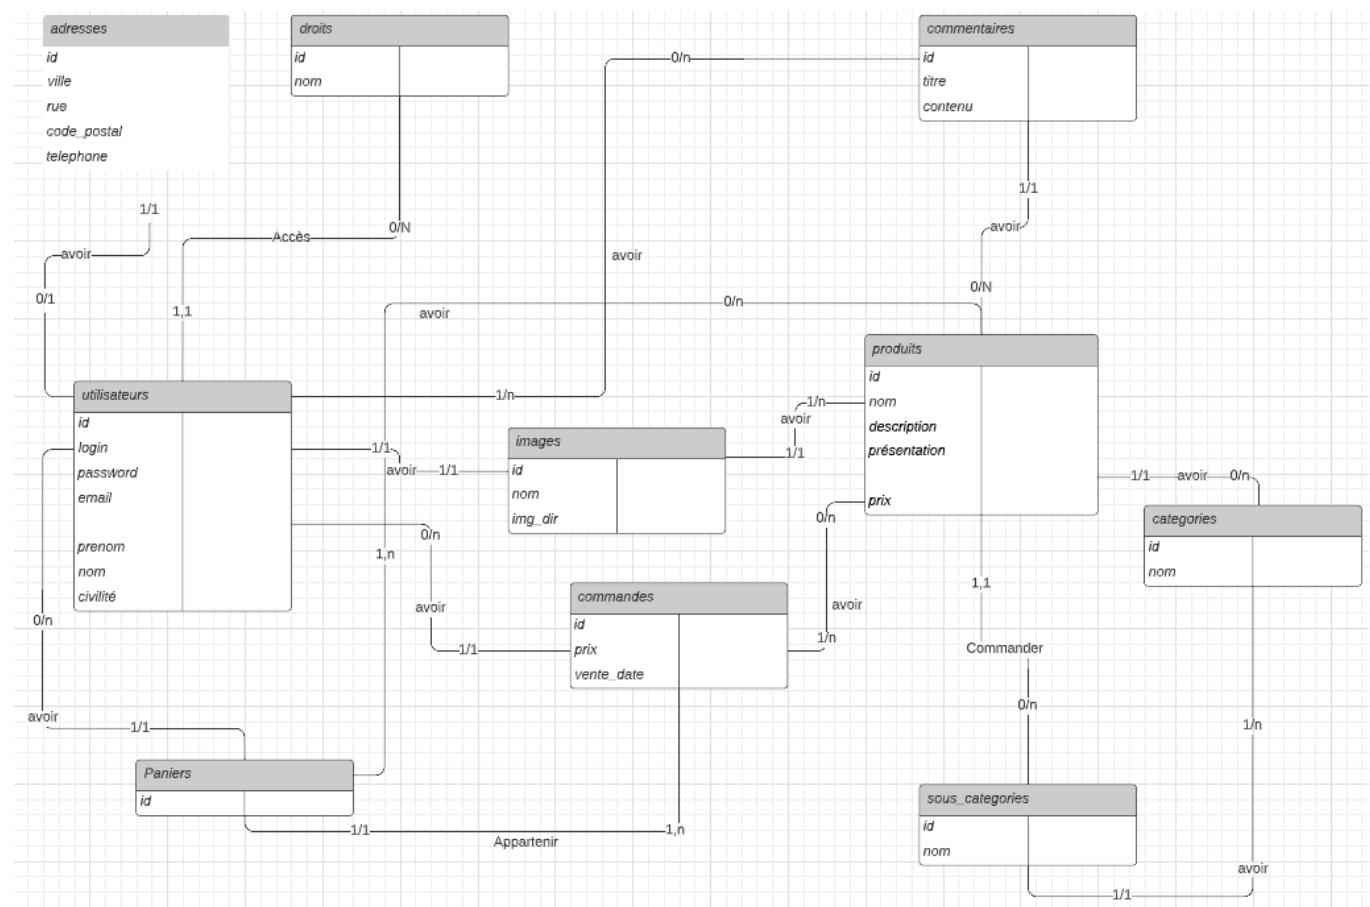 adresses
id
ville
rue
code_postal
telephone
droits
id
nom
commentaires
id
titre
contenu
0/n
1/1
avoir
0/N
1/1
avoir
0/1
Accès
0/N
1,1
avoir
avoir
0/n
1/n
utilisateurs
id
login
password
email
prenom
nom
civilité
produits
id
nom
description
présentation
prix
1/1
avoir
1/1
images
id
nom
img_dir
1/n
avoir
1/1
1/1
avoir
0/n
categories
id
nom
1,n
0/n
avoir
1/1
commandes
id
prix
vente_date
0/n
avoir
1/n
1,1
Commander
0/n
0/n
avoir
1/1
Paniers
id
1/1
Appartenir
1,n
sous_categories
id
nom
1/n
avoir
1/1